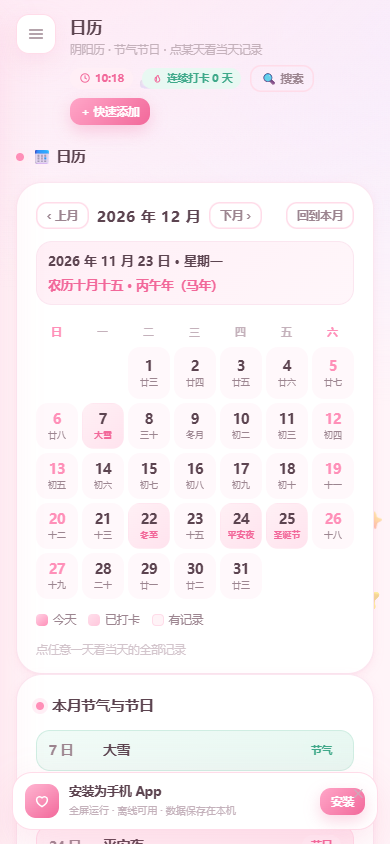 日历
阴阳历 · 节气节日 · 点某天看当天记录
10:18 连续打卡 0 天 搜索
+ 快速添加
日历
‹ 上月 2026 年 12 月 下月 › 回到本月
2026 年 11 月 23 日 • 星期一
农历十月十五 • 丙午年（马年）
日 一 二 三 四 五 六
1 2 3 4 5
廿三 廿四 廿五 廿六 廿七
6 7 8 9 10 11 12
廿八 大雪 三十 冬月 初二 初三 初四
13 14 15 16 17 18 19
初五 初六 初七 初八 初九 初十 十一
20 21 22 23 24 25 26
十二 十三 冬至 十五 平安夜 圣诞节 十八
27 28 29 30 31
十九 二十 廿一 廿二 廿三
今天 已打卡 有记录
点任意一天看当天的全部记录
本月节气与节日
7 日 大雪 节气
安装为手机 App
全屏运行 · 离线可用 · 数据保存在本机
安装
24 日 平安夜 节日